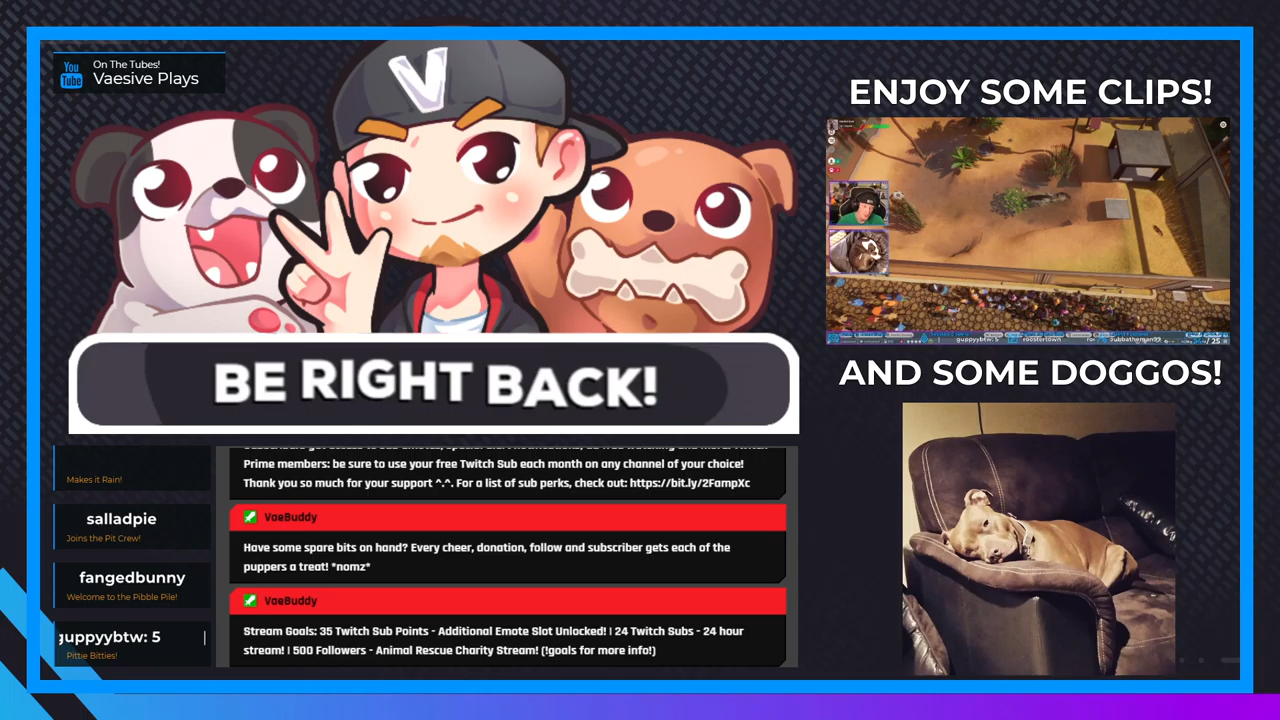 You
Tube
On The Tubes!
Vaesive Plays
V
BE RIGHT BACK!
ENJOY SOME CLIPS!
guppyybtw: 5
roostertown
/ 25
AND SOME DOGGOS!
Makes it Rain!
salladpie
Joins the Pit Crew!
fangedbunny
Welcome to the Pibble Pile!
guppyybtw: 5 |
Pittie Bitties!
Prime members: be sure to use your free Twitch Sub each month on any channel of your choice!
Thank you so much for your support ^.^. For a list of sub perks, check out: https://bit.ly/2FampXc
VaeBuddy
Have some spare bits on hand? Every cheer, donation, follow and subscriber gets each of the
puppers a treat! *nomz*
VaeBuddy
Stream Goals: 35 Twitch Sub Points - Additional Emote Slot Unlocked! | 24 Twitch Subs - 24 hour
stream! | 500 Followers - Animal Rescue Charity Stream! (!goals for more info!)